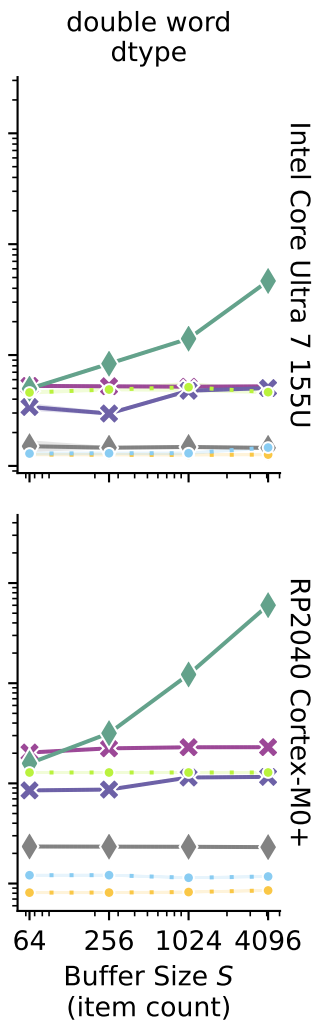 double word
dtype
Intel Core Ultra 7 155U
RP2040 Cortex-M0+
64 256 1024 4096
Buffer Size S
(item count)